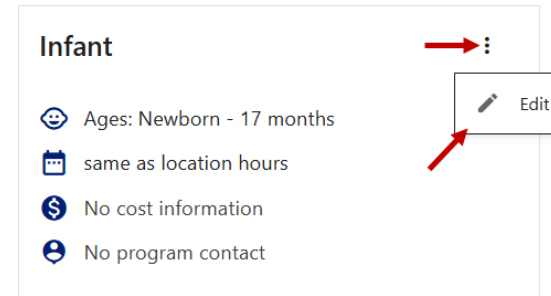 Infant
Edit
Ages: Newborn - 17 months
same as location hours
No cost information
No program contact